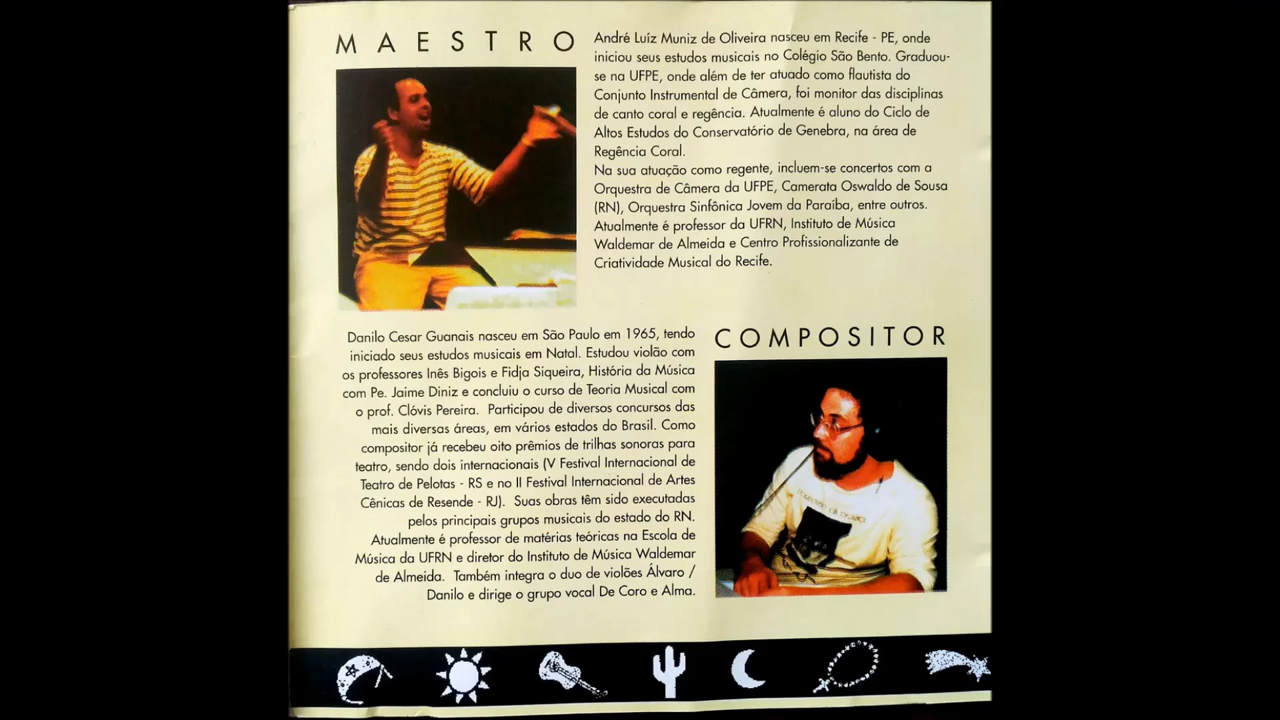 MAESTRO
André Luíz Muniz de Oliveira nasceu em Recife - PE, onde
iniciou seus estudos musicais no Colégio São Bento. Graduou-
se na UFPE, onde além de ter atuado como flautista do
Conjunto Instrumental de Câmera, foi monitor das disciplinas
de canto coral e regência. Atualmente é aluno do Ciclo de
Altos Estudos do Conservatório de Genebra, na área de
Regência Coral.
Na sua atuação como regente, incluem-se concertos com a
Orquestra de Câmera da UFPE, Camerata Oswaldo de Sousa
(RN), Orquestra Sinfônica Jovem da Paraíba, entre outros.
Atualmente é professor da UFRN, Instituto de Música
Waldemar de Almeida e Centro Profissionalizante de
Criatividade Musical do Recife.
COMPOSITOR
Danilo Cesar Guanais nasceu em São Paulo em 1965, tendo
iniciado seus estudos musicais em Natal. Estudou violão com
os professores Inês Bigois e Fidja Siqueira, História da Música
com Pe. Jaime Diniz e concluiu o curso de Teoria Musical com
o prof. Clóvis Pereira. Participou de diversos concursos das
mais diversas áreas, em vários estados do Brasil. Como
compositor já recebeu oito prêmios de trilhas sonoras para
teatro, sendo dois internacionais (V Festival Internacional de
Teatro de Pelotas - RS e no II Festival Internacional de Artes
Cênicas de Resende - RJ). Suas obras têm sido executadas
pelos principais grupos musicais do estado do RN.
Atualmente é professor de matérias teóricas na Escola de
Música da UFRN e diretor do Instituto de Música Waldemar
de Almeida. Também integra o duo de violões Álvaro /
Danilo e dirige o grupo vocal De Coro e Alma.